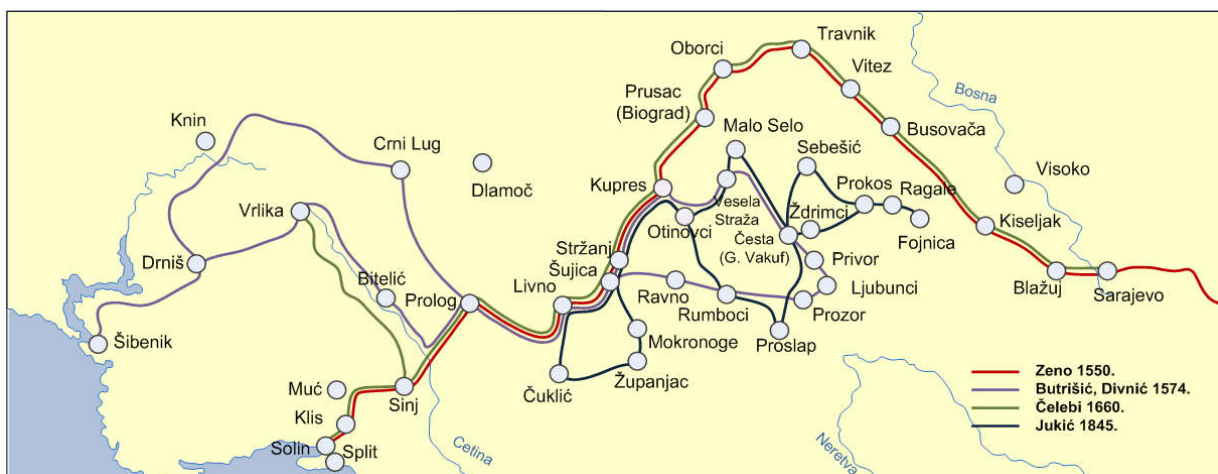 Travnik
Oborci
Vitez
Bosna
Prusac
(Biograd)
Busovača
Knin
Malo Selo
Crni Lug
Sebešić
Dlamoč
Visoko
Kupres
Prokos
Ragale
Vrlika
Vesela
Straža
Ždrimci
Otinovci
Fojnica
Kiseljak
Česta
(G. Vakuf)
Stržanj
Drniš
Šujica
Privor
Bitelić
Livno
Ljubunci
Prolog
Ravno
Blažuj
Sarajevo
Rumboci
Prozor
Šibenik
Mokronoge
Proslap
Zeno 1550.
Županjac
Muć
Čuklić
Butrišić, Divnić 1574.
Sinj
Čelebi 1660.
Klis
Jukić 1845.
Solin
Split
Cetina
Neretva